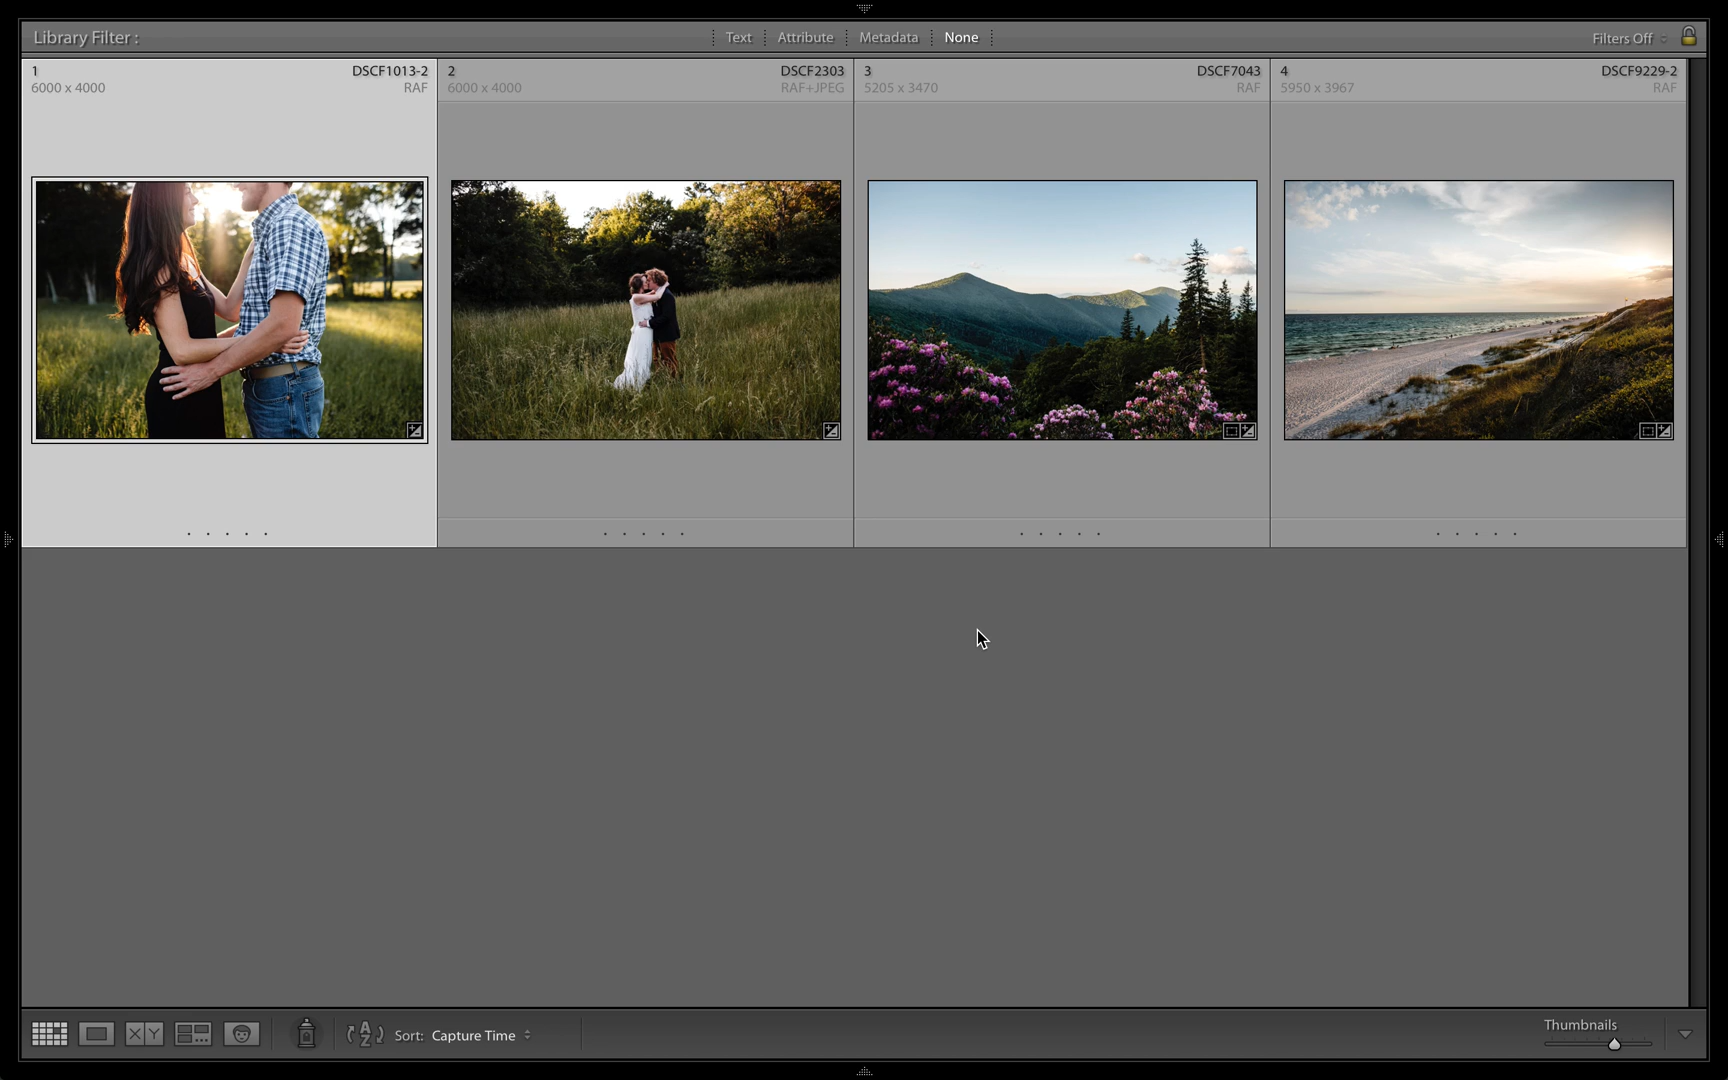 Library Filter :
Text
Attribute
Metadata
None
Filters Off
1
DSCF1013-2
6000 x 4000
RAF
2
DSCF2303
6000 x 4000
RAF+JPEG
3
DSCF7043
5205 x 3470
RAF
4
DSCF9229-2
5950 x 3967
RAF
X Y
A
Z
Sort: Capture Time
Thumbnails